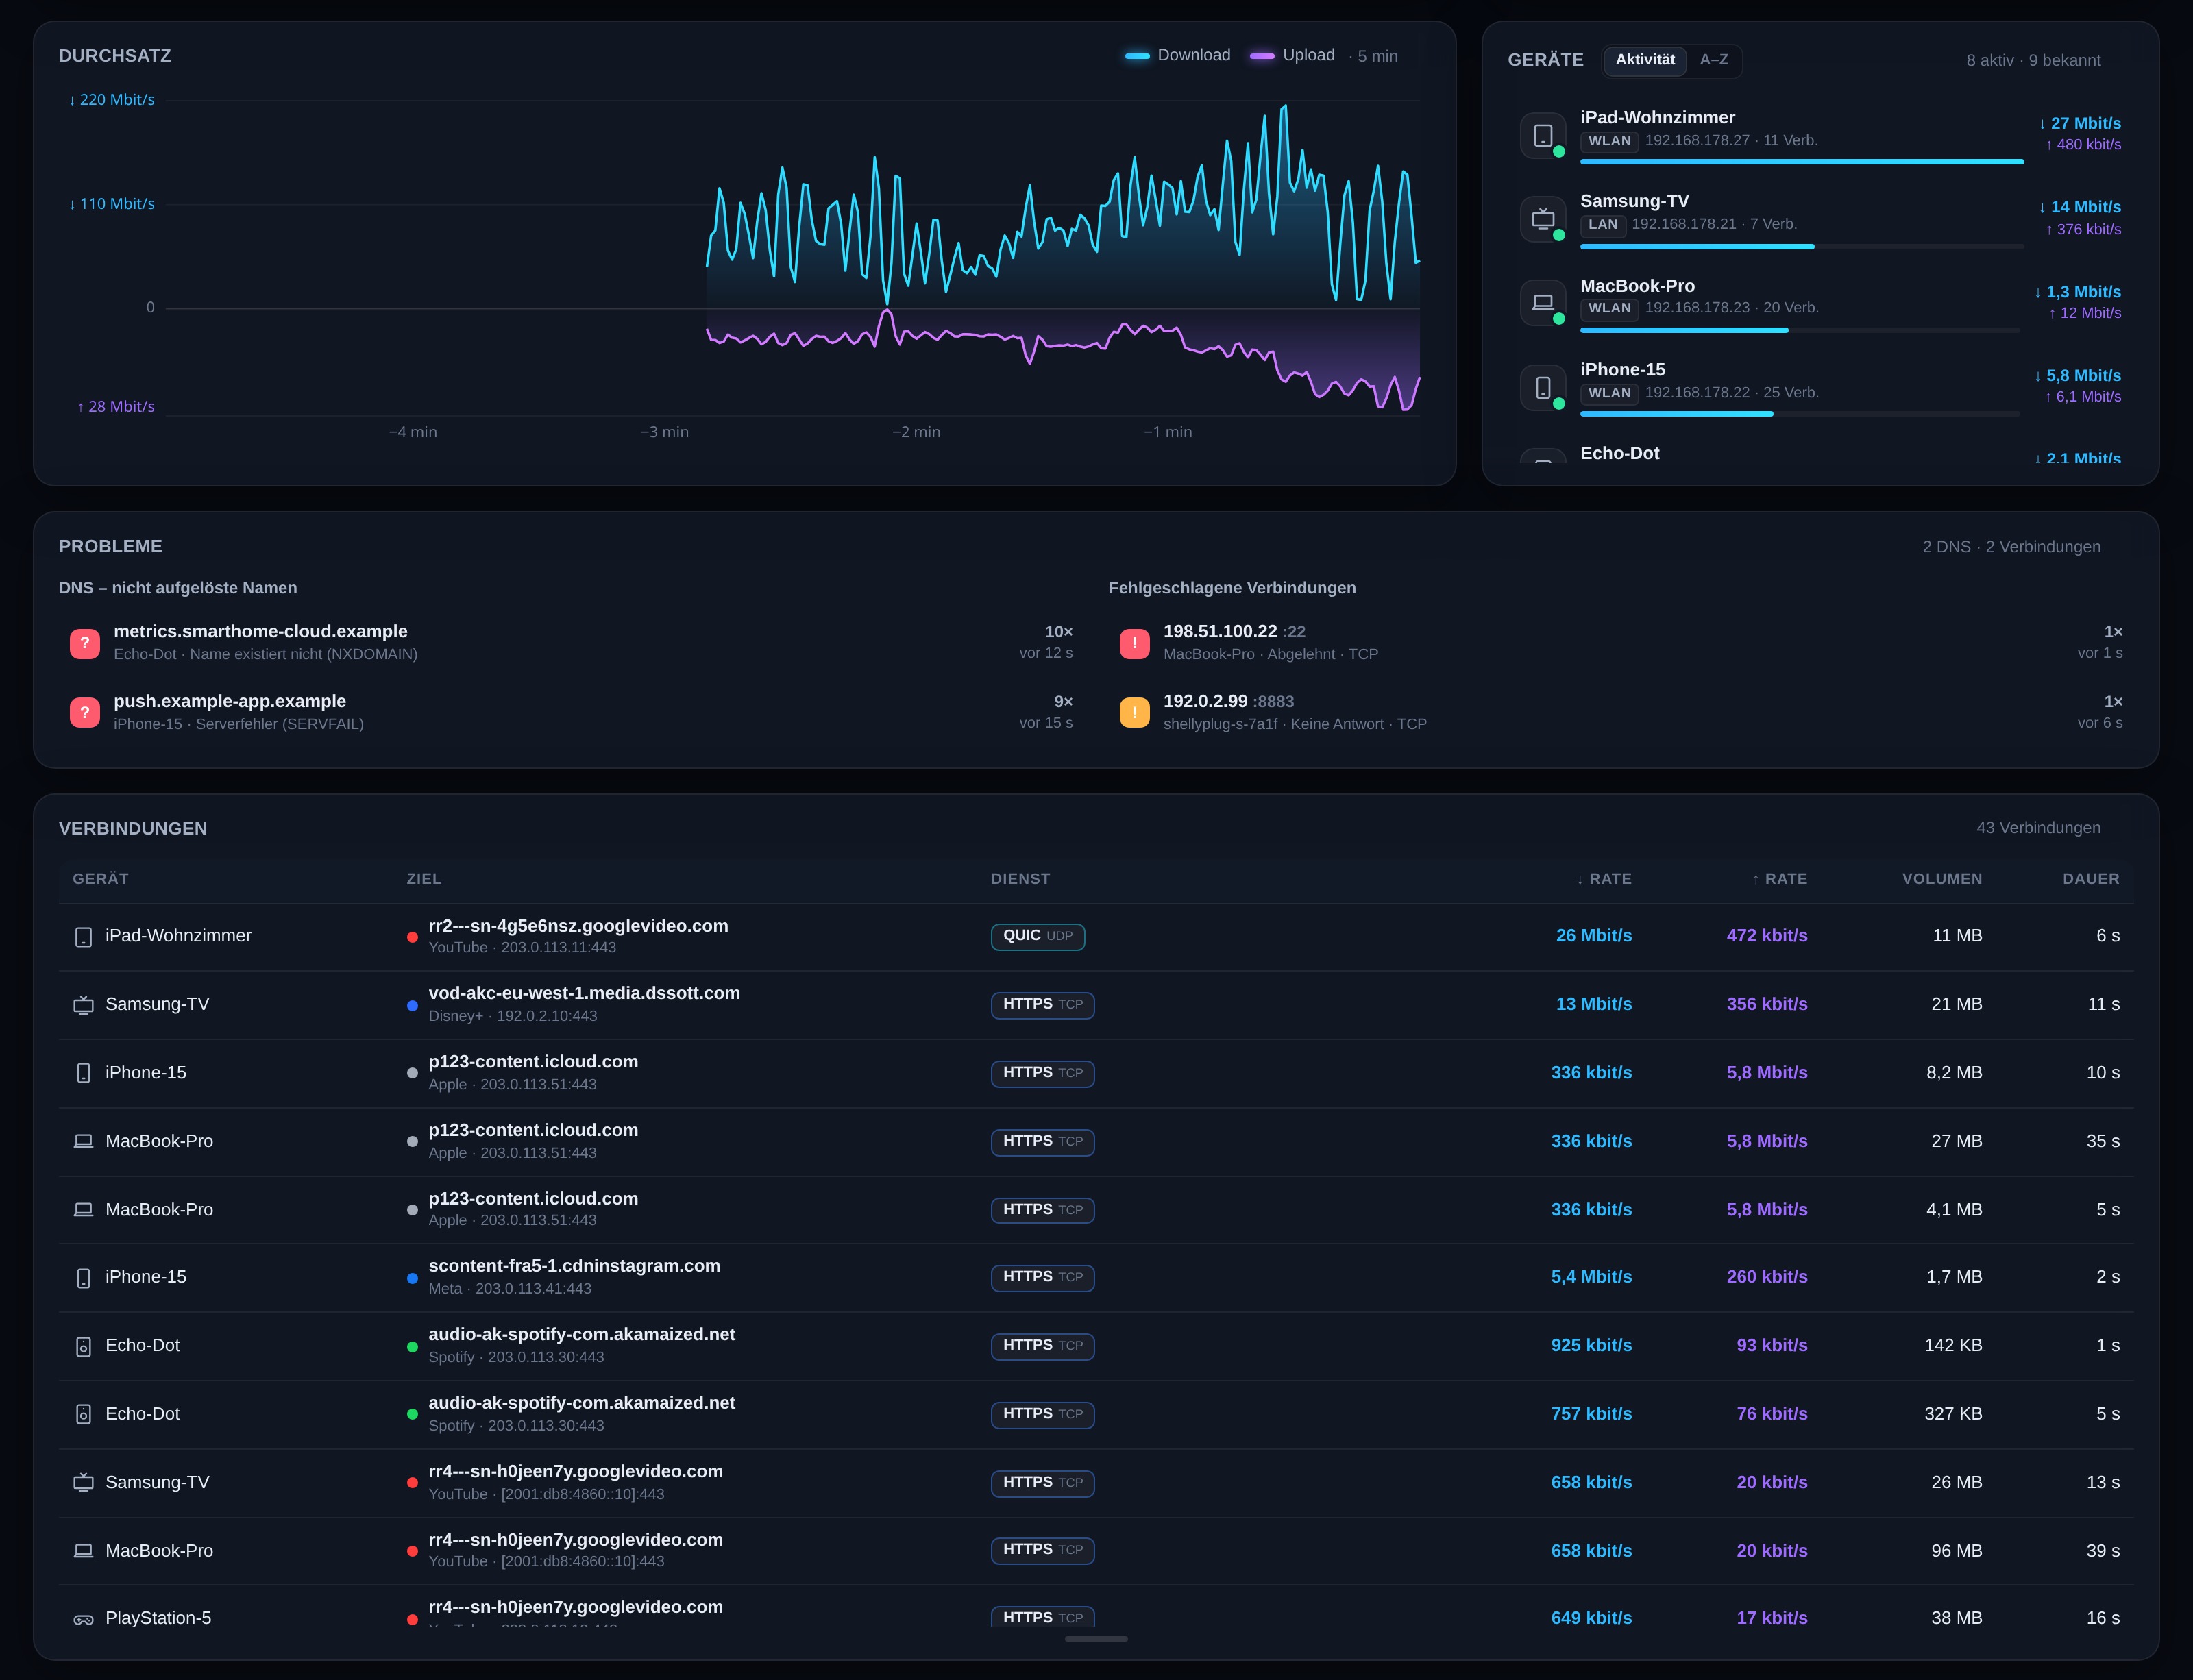 DURCHSATZ
Download Upload · 5 min
↓ 220 Mbit/s
↓ 110 Mbit/s
0
↑ 28 Mbit/s
−4 min −3 min −2 min −1 min
GERÄTE Aktivität A–Z 8 aktiv · 9 bekannt
iPad-Wohnzimmer ↓ 27 Mbit/s
WLAN 192.168.178.27 · 11 Verb. ↑ 480 kbit/s
Samsung-TV ↓ 14 Mbit/s
LAN 192.168.178.21 · 7 Verb. ↑ 376 kbit/s
MacBook-Pro ↓ 1,3 Mbit/s
WLAN 192.168.178.23 · 20 Verb. ↑ 12 Mbit/s
iPhone-15 ↓ 5,8 Mbit/s
WLAN 192.168.178.22 · 25 Verb. ↑ 6,1 Mbit/s
Echo-Dot ↓ 2,1 Mbit/s
PROBLEME 2 DNS · 2 Verbindungen
DNS – nicht aufgelöste Namen
? metrics.smarthome-cloud.example 10×
Echo-Dot · Name existiert nicht (NXDOMAIN) vor 12 s
? push.example-app.example 9×
iPhone-15 · Serverfehler (SERVFAIL) vor 15 s
Fehlgeschlagene Verbindungen
! 198.51.100.22 :22 1×
MacBook-Pro · Abgelehnt · TCP vor 1 s
! 192.0.2.99 :8883 1×
shellyplug-s-7a1f · Keine Antwort · TCP vor 6 s
VERBINDUNGEN 43 Verbindungen
GERÄT ZIEL DIENST ↓ RATE ↑ RATE VOLUMEN DAUER
iPad-Wohnzimmer rr2---sn-4g5e6nsz.googlevideo.com QUIC UDP 26 Mbit/s 472 kbit/s 11 MB 6 s
YouTube · 203.0.113.11:443
Samsung-TV vod-akc-eu-west-1.media.dssott.com HTTPS TCP 13 Mbit/s 356 kbit/s 21 MB 11 s
Disney+ · 192.0.2.10:443
iPhone-15 p123-content.icloud.com HTTPS TCP 336 kbit/s 5,8 Mbit/s 8,2 MB 10 s
Apple · 203.0.113.51:443
MacBook-Pro p123-content.icloud.com HTTPS TCP 336 kbit/s 5,8 Mbit/s 27 MB 35 s
Apple · 203.0.113.51:443
MacBook-Pro p123-content.icloud.com HTTPS TCP 336 kbit/s 5,8 Mbit/s 4,1 MB 5 s
Apple · 203.0.113.51:443
iPhone-15 scontent-fra5-1.cdninstagram.com HTTPS TCP 5,4 Mbit/s 260 kbit/s 1,7 MB 2 s
Meta · 203.0.113.41:443
Echo-Dot audio-ak-spotify-com.akamaized.net HTTPS TCP 925 kbit/s 93 kbit/s 142 KB 1 s
Spotify · 203.0.113.30:443
Echo-Dot audio-ak-spotify-com.akamaized.net HTTPS TCP 757 kbit/s 76 kbit/s 327 KB 5 s
Spotify · 203.0.113.30:443
Samsung-TV rr4---sn-h0jeen7y.googlevideo.com HTTPS TCP 658 kbit/s 20 kbit/s 26 MB 13 s
YouTube · [2001:db8:4860::10]:443
MacBook-Pro rr4---sn-h0jeen7y.googlevideo.com HTTPS TCP 658 kbit/s 20 kbit/s 96 MB 39 s
YouTube · [2001:db8:4860::10]:443
PlayStation-5 rr4---sn-h0jeen7y.googlevideo.com HTTPS TCP 649 kbit/s 17 kbit/s 38 MB 16 s